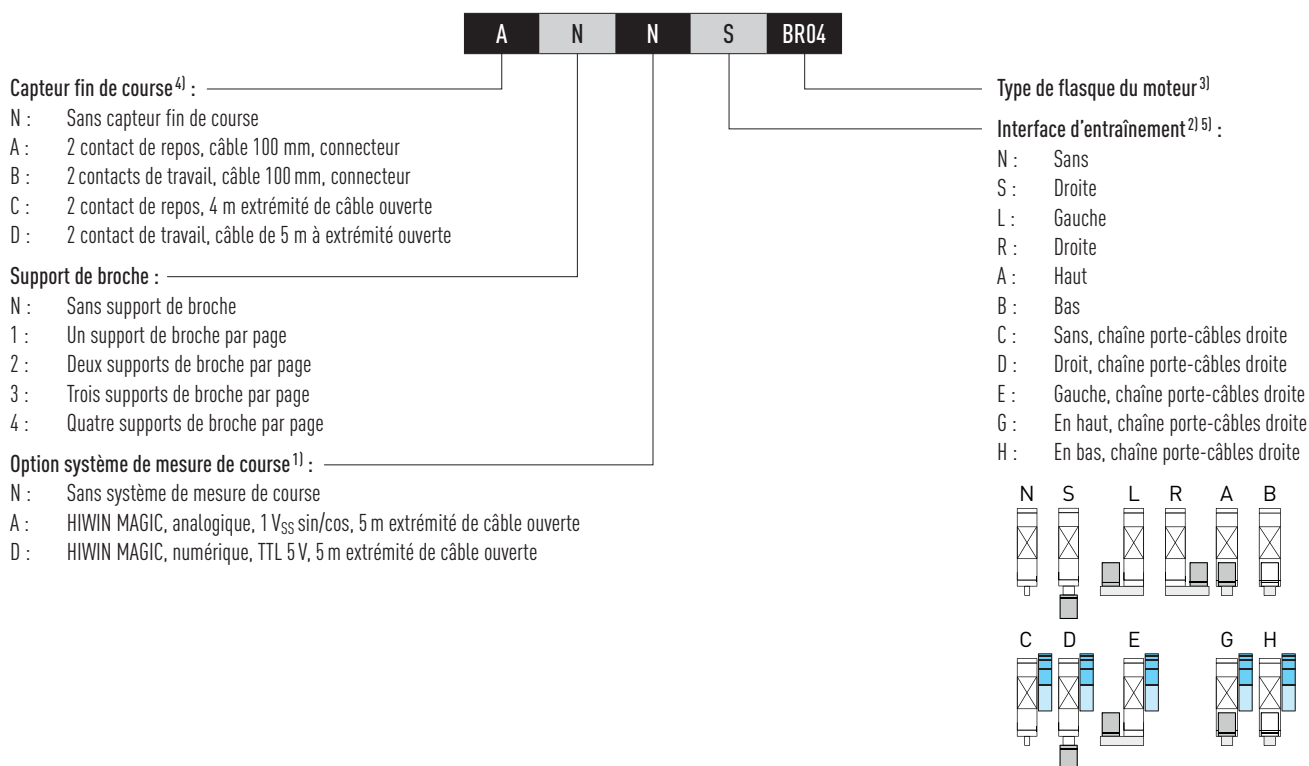 A N N S BR04
Capteur fin de course 4) :
N : Sans capteur fin de course
A : 2 contact de repos, câble 100 mm, connecteur
B : 2 contacts de travail, câble 100 mm, connecteur
C : 2 contact de repos, 4 m extrémité de câble ouverte
D : 2 contact de travail, câble de 5 m à extrémité ouverte
Support de broche :
N : Sans support de broche
1 : Un support de broche par page
2 : Deux supports de broche par page
3 : Trois supports de broche par page
4 : Quatre supports de broche par page
Option système de mesure de course 1) :
N : Sans système de mesure de course
A : HIWIN MAGIC, analogique, 1 VSS sin/cos, 5 m extrémité de câble ouverte
D : HIWIN MAGIC, numérique, TTL 5 V, 5 m extrémité de câble ouverte
Type de flasque du moteur 3)
Interface d'entraînement 2) 5) :
N : Sans
S : Droite
L : Gauche
R : Droite
A : Haut
B : Bas
C : Sans, chaîne porte-câbles droite
D : Droit, chaîne porte-câbles droite
E : Gauche, chaîne porte-câbles droite
G : En haut, chaîne porte-câbles droite
H : En bas, chaîne porte-câbles droite
N S L R A B
C D E G H